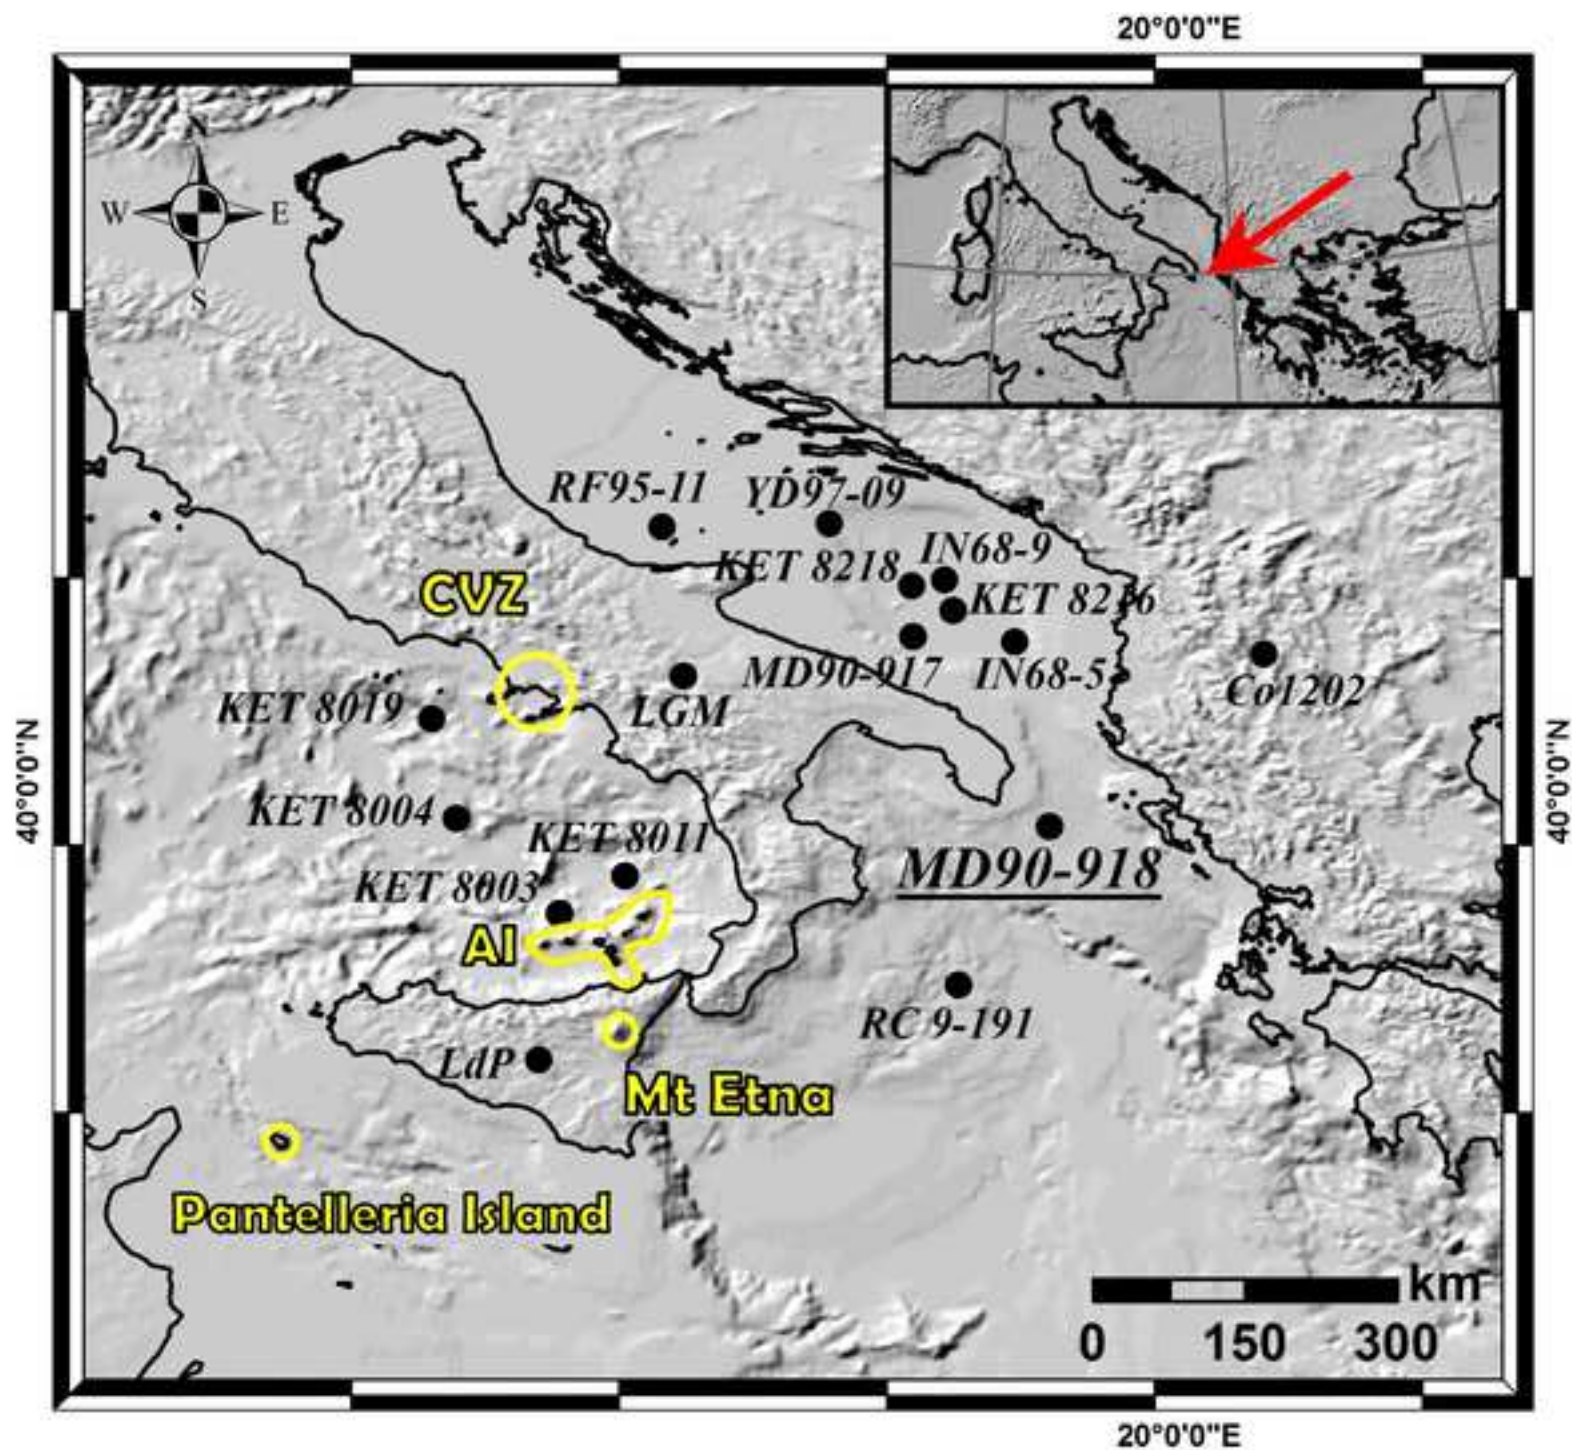 20°0'0"E
N
W
E
S
RF95-11
YD97-09
KET 8218
IN68-9
CVZ
KET 8216
MD90-917
IN68-5
Co1202
KET 8019
LGM
40°0'0"N
40°0'0"N
KET 8004
KET 8011
MD90-918
KET 8003
AI
RC 9-191
LdP
Mt Etna
Pantelleria Island
km
0 150 300
20°0'0"E